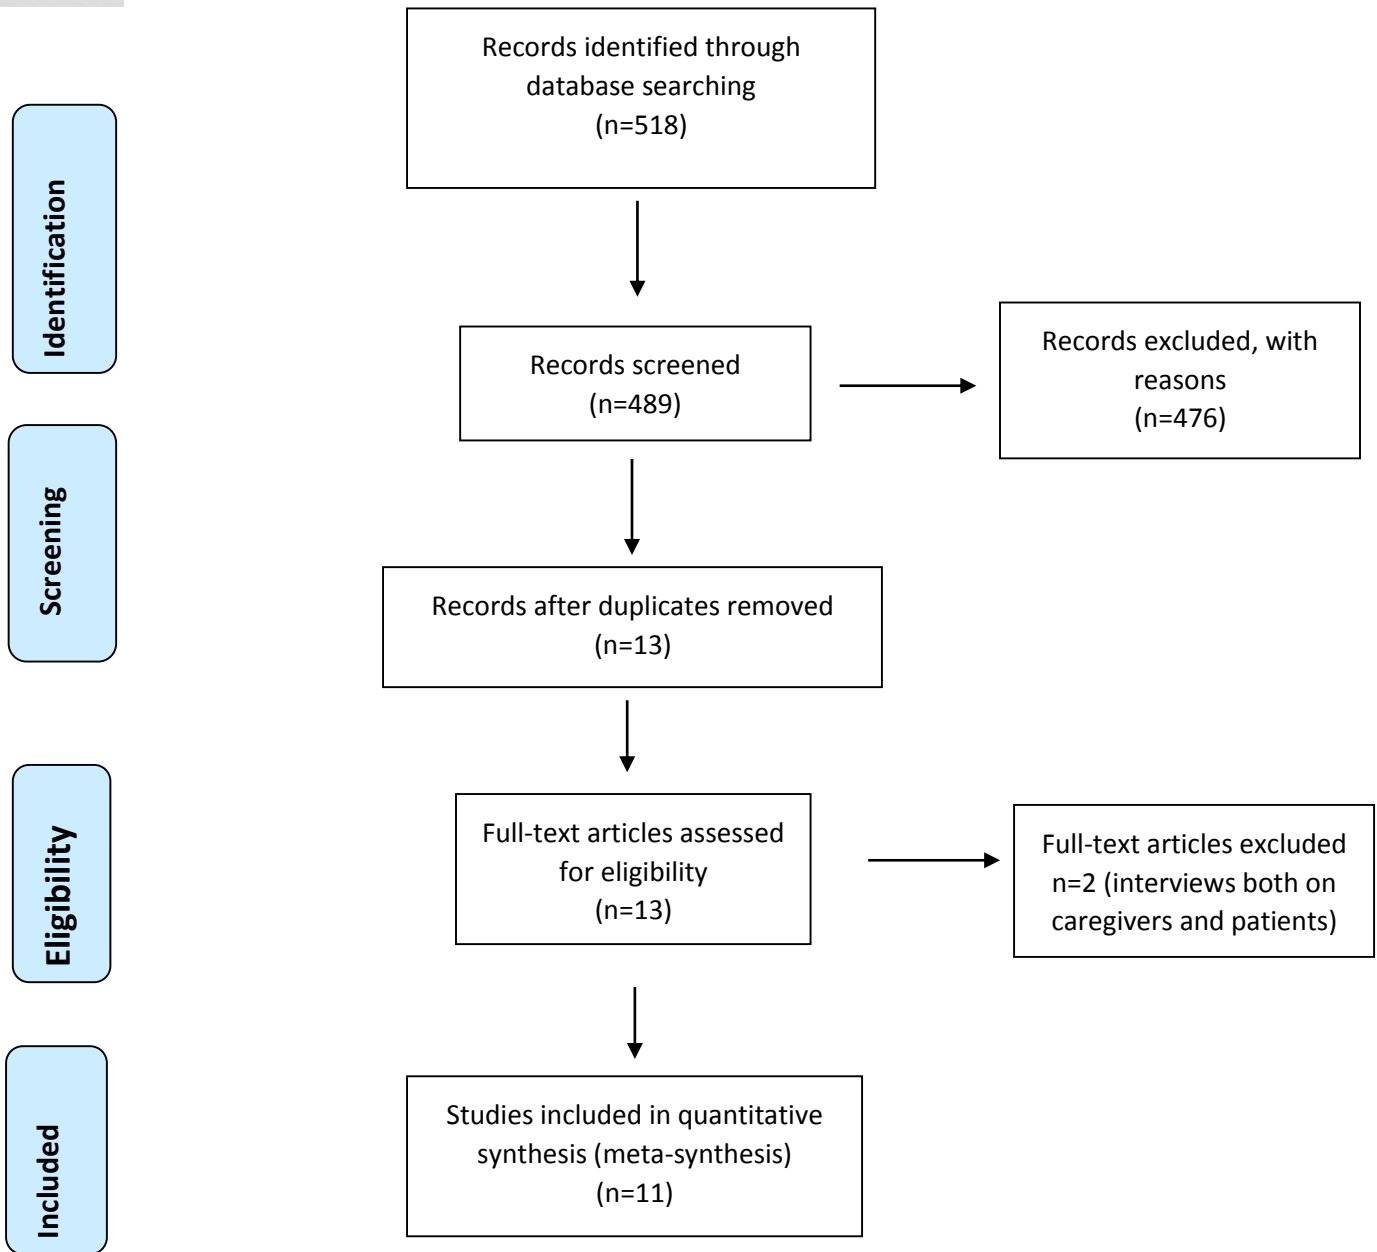 Records identified through
database searching
(n=518)
Identification
Records screened
(n=489)
Records excluded, with
reasons
(n=476)
Screening
Records after duplicates removed
(n=13)
Eligibility
Full-text articles assessed
for eligibility
(n=13)
Full-text articles excluded
n=2 (interviews both on
caregivers and patients)
Included
Studies included in quantitative
synthesis (meta-synthesis)
(n=11)